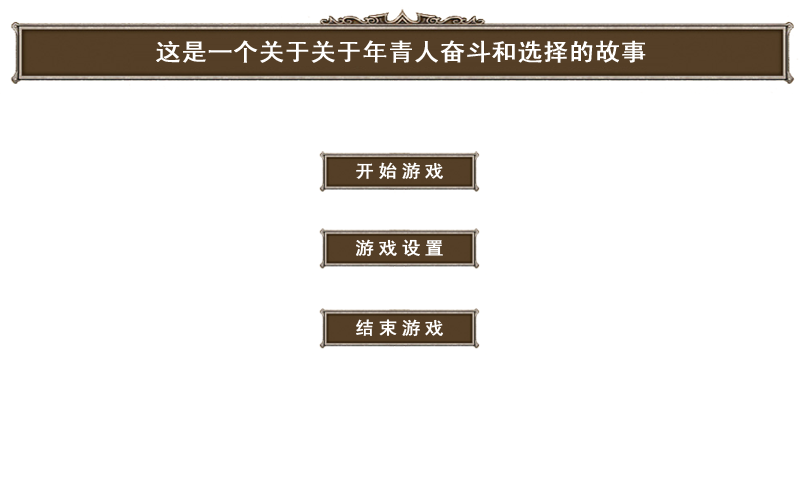 这是一个关于关于年青人奋斗和选择的故事
开始游戏
游戏设置
结束游戏